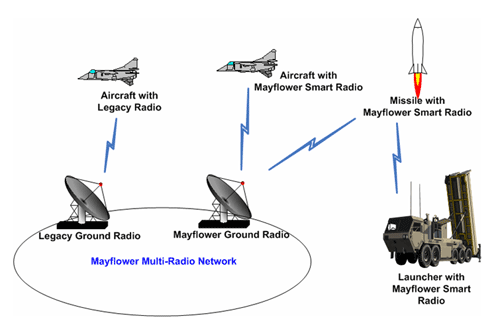 Aircraft with
Legacy Radio
Aircraft with
Mayflower Smart Radio
Missile with
Mayflower Smart Radio
Legacy Ground Radio
Mayflower Ground Radio
Mayflower Multi-Radio Network
Launcher with
Mayflower Smart
Radio